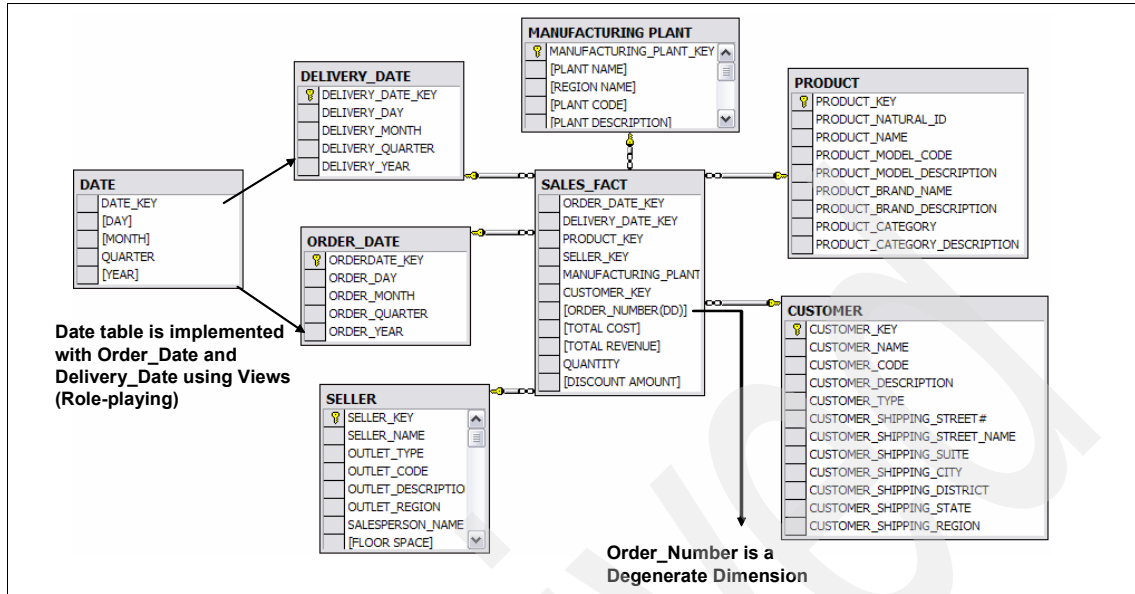 MANUFACTURING PLANT
MANUFACTURING_PLANT_KEY
[PLANT NAME]
[REGION NAME]
[PLANT CODE]
[PLANT DESCRIPTION]
DELIVERY_DATE
DELIVERY_DATE_KEY
DELIVERY_DAY
DELIVERY_MONTH
DELIVERY_QUARTER
DELIVERY_YEAR
PRODUCT
PRODUCT_KEY
PRODUCT_NATURAL_ID
PRODUCT_NAME
PRODUCT_MODEL_CODE
PRODUCT_MODEL_DESCRIPTION
PRODUCT_BRAND_NAME
PRODUCT_BRAND_DESCRIPTION
PRODUCT_CATEGORY
PRODUCT_CATEGORY_DESCRIPTION
DATE
DATE_KEY
[DAY]
[MONTH]
QUARTER
[YEAR]
SALES_FACT
ORDER_DATE_KEY
DELIVERY_DATE_KEY
PRODUCT_KEY
SELLER_KEY
MANUFACTURING_PLANT
CUSTOMER_KEY
[ORDER_NUMBER(DD)]
[TOTAL COST]
[TOTAL REVENUE]
QUANTITY
[DISCOUNT AMOUNT]
ORDER_DATE
ORDERDATE_KEY
ORDER_DAY
ORDER_MONTH
ORDER_QUARTER
ORDER_YEAR
Date table is implemented
with Order_Date and
Delivery_Date using Views
(Role-playing)
CUSTOMER
CUSTOMER_KEY
CUSTOMER_NAME
CUSTOMER_CODE
CUSTOMER_DESCRIPTION
CUSTOMER_TYPE
CUSTOMER_SHIPPING_STREET#
CUSTOMER_SHIPPING_STREET_NAME
CUSTOMER_SHIPPING_SUITE
CUSTOMER_SHIPPING_CITY
CUSTOMER_SHIPPING_DISTRICT
CUSTOMER_SHIPPING_STATE
CUSTOMER_SHIPPING_REGION
SELLER
SELLER_KEY
SELLER_NAME
OUTLET_TYPE
OUTLET_CODE
OUTLET_DESCRIPTIO
OUTLET_REGION
SALESPERSON_NAME
[FLOOR SPACE]
Order_Number is a
Degenerate Dimension